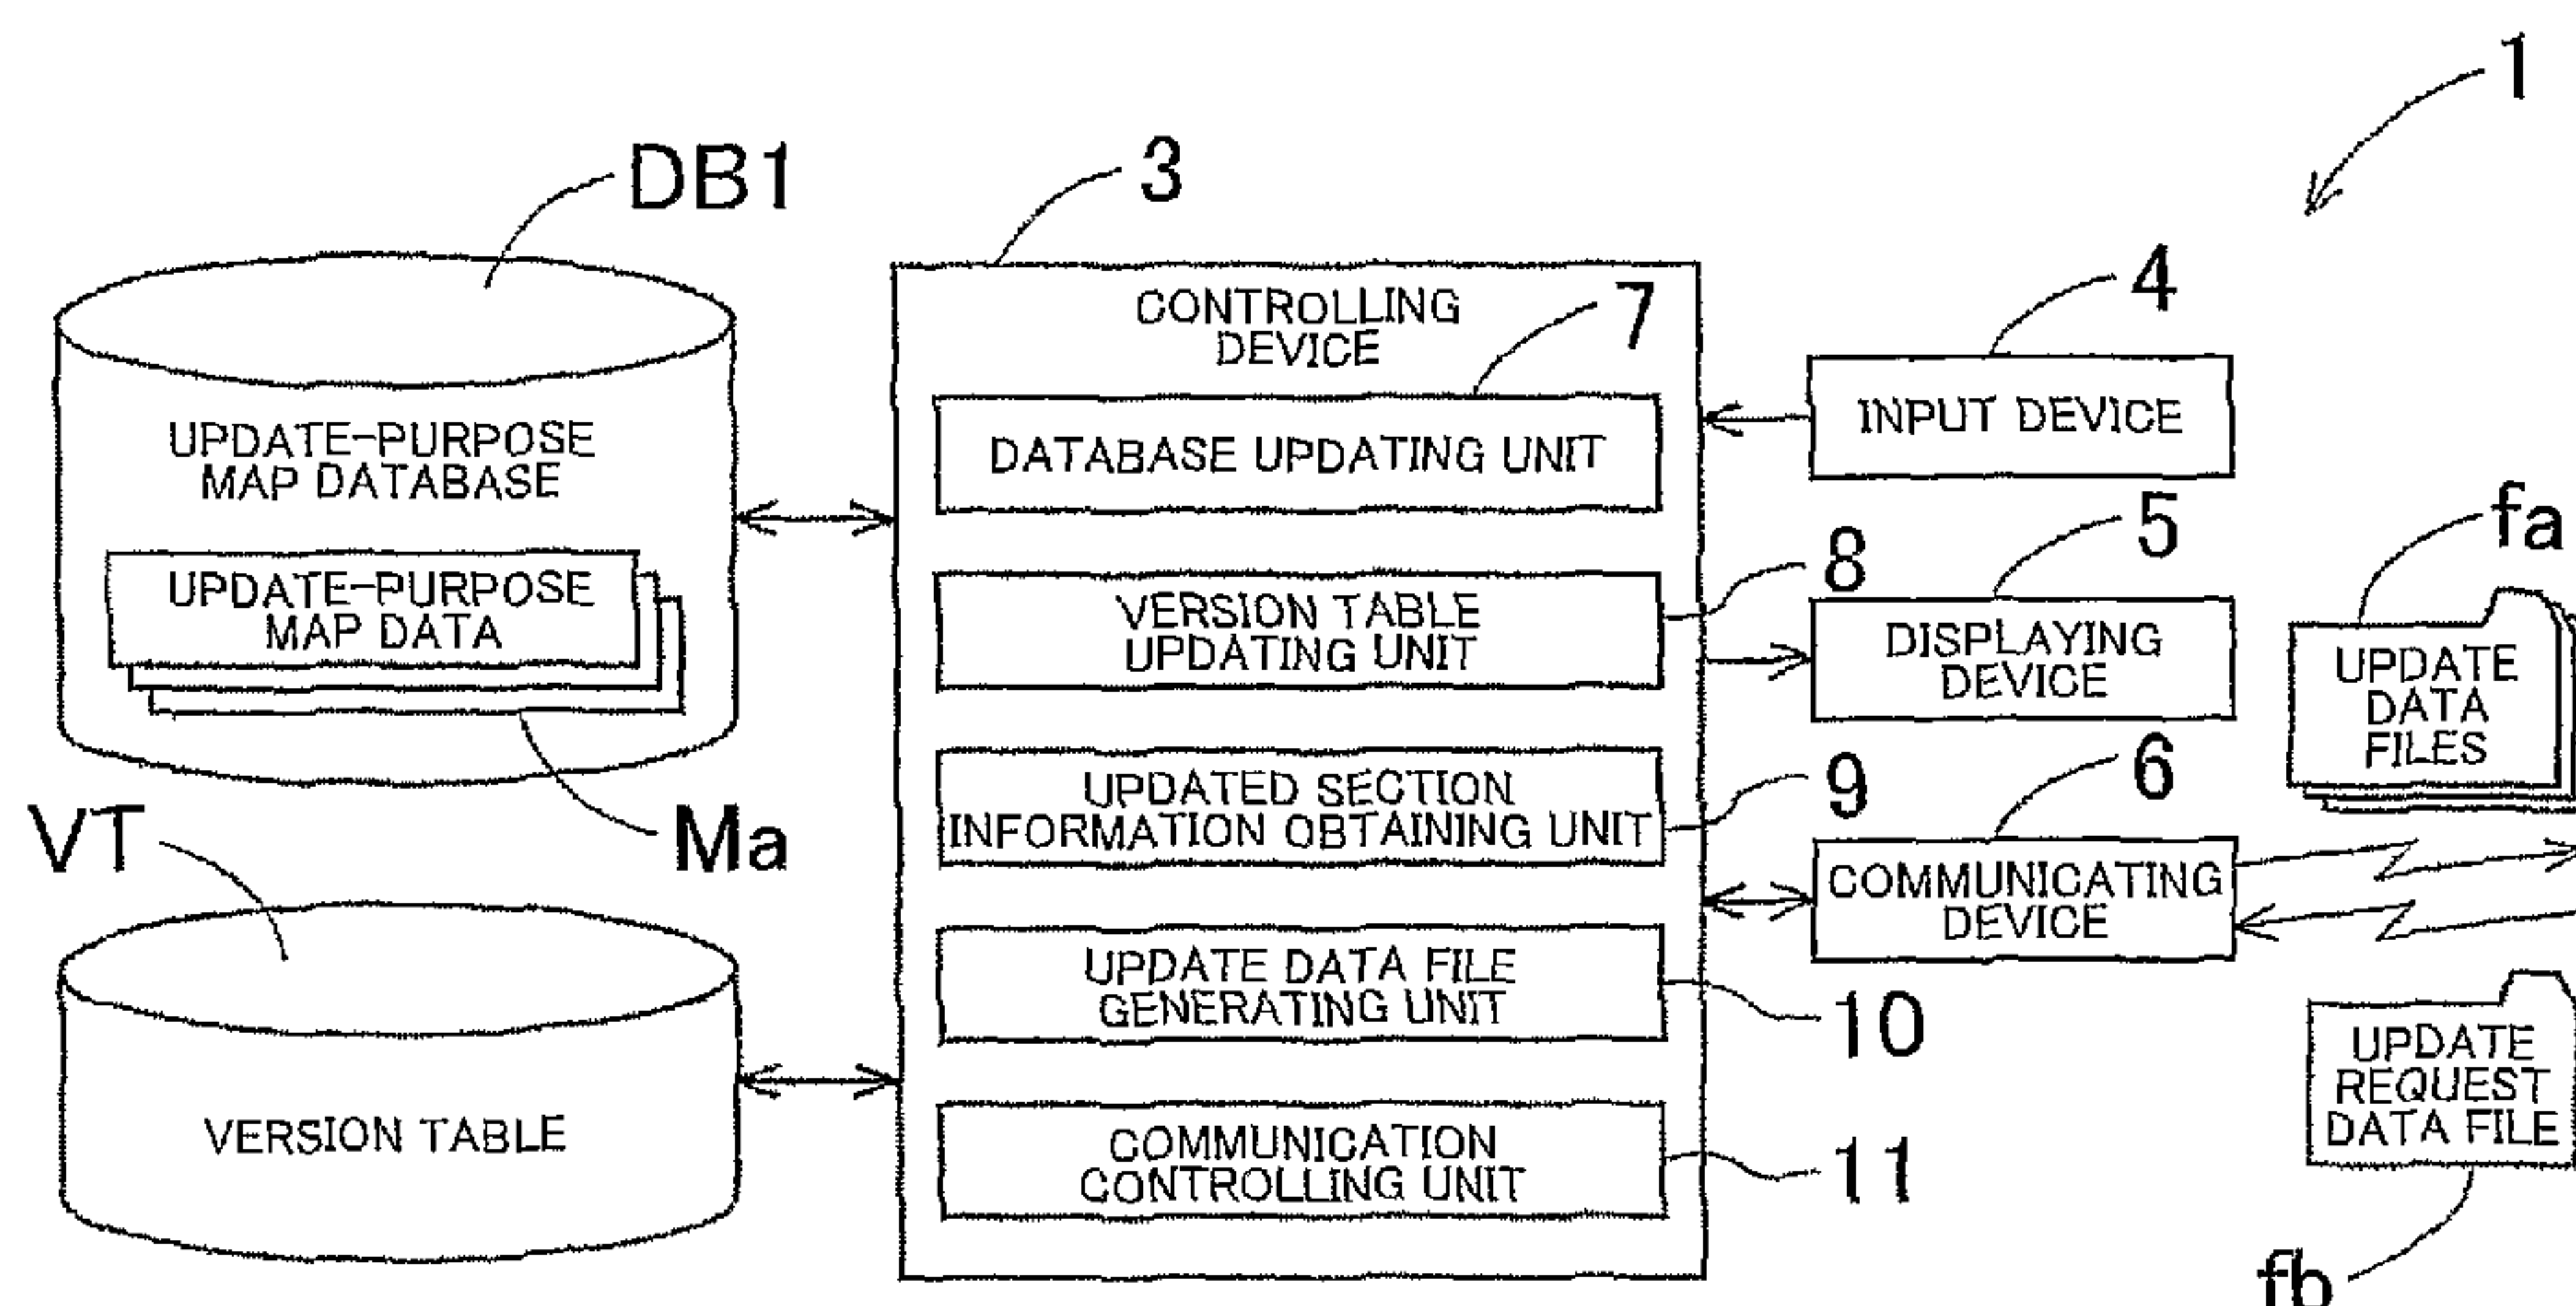 1
DB1
3
CONTROLLING
DEVICE
7
4
INPUT DEVICE
UPDATE-PURPOSE
MAP DATABASE
DATABASE UPDATING UNIT
5
fa
8
UPDATE-PURPOSE
MAP DATA
VERSION TABLE
UPDATING UNIT
DISPLAYING
DEVICE
UPDATE
DATA
FILES
6
9
VT
Ma
UPDATED SECTION
INFORMATION OBTAINING UNIT
COMMUNICATING
DEVICE
UPDATE DATA FILE
GENERATING UNIT
10
UPDATE
REQUEST
DATA FILE
VERSION TABLE
COMMUNICATION
CONTROLLING UNIT
11
fb